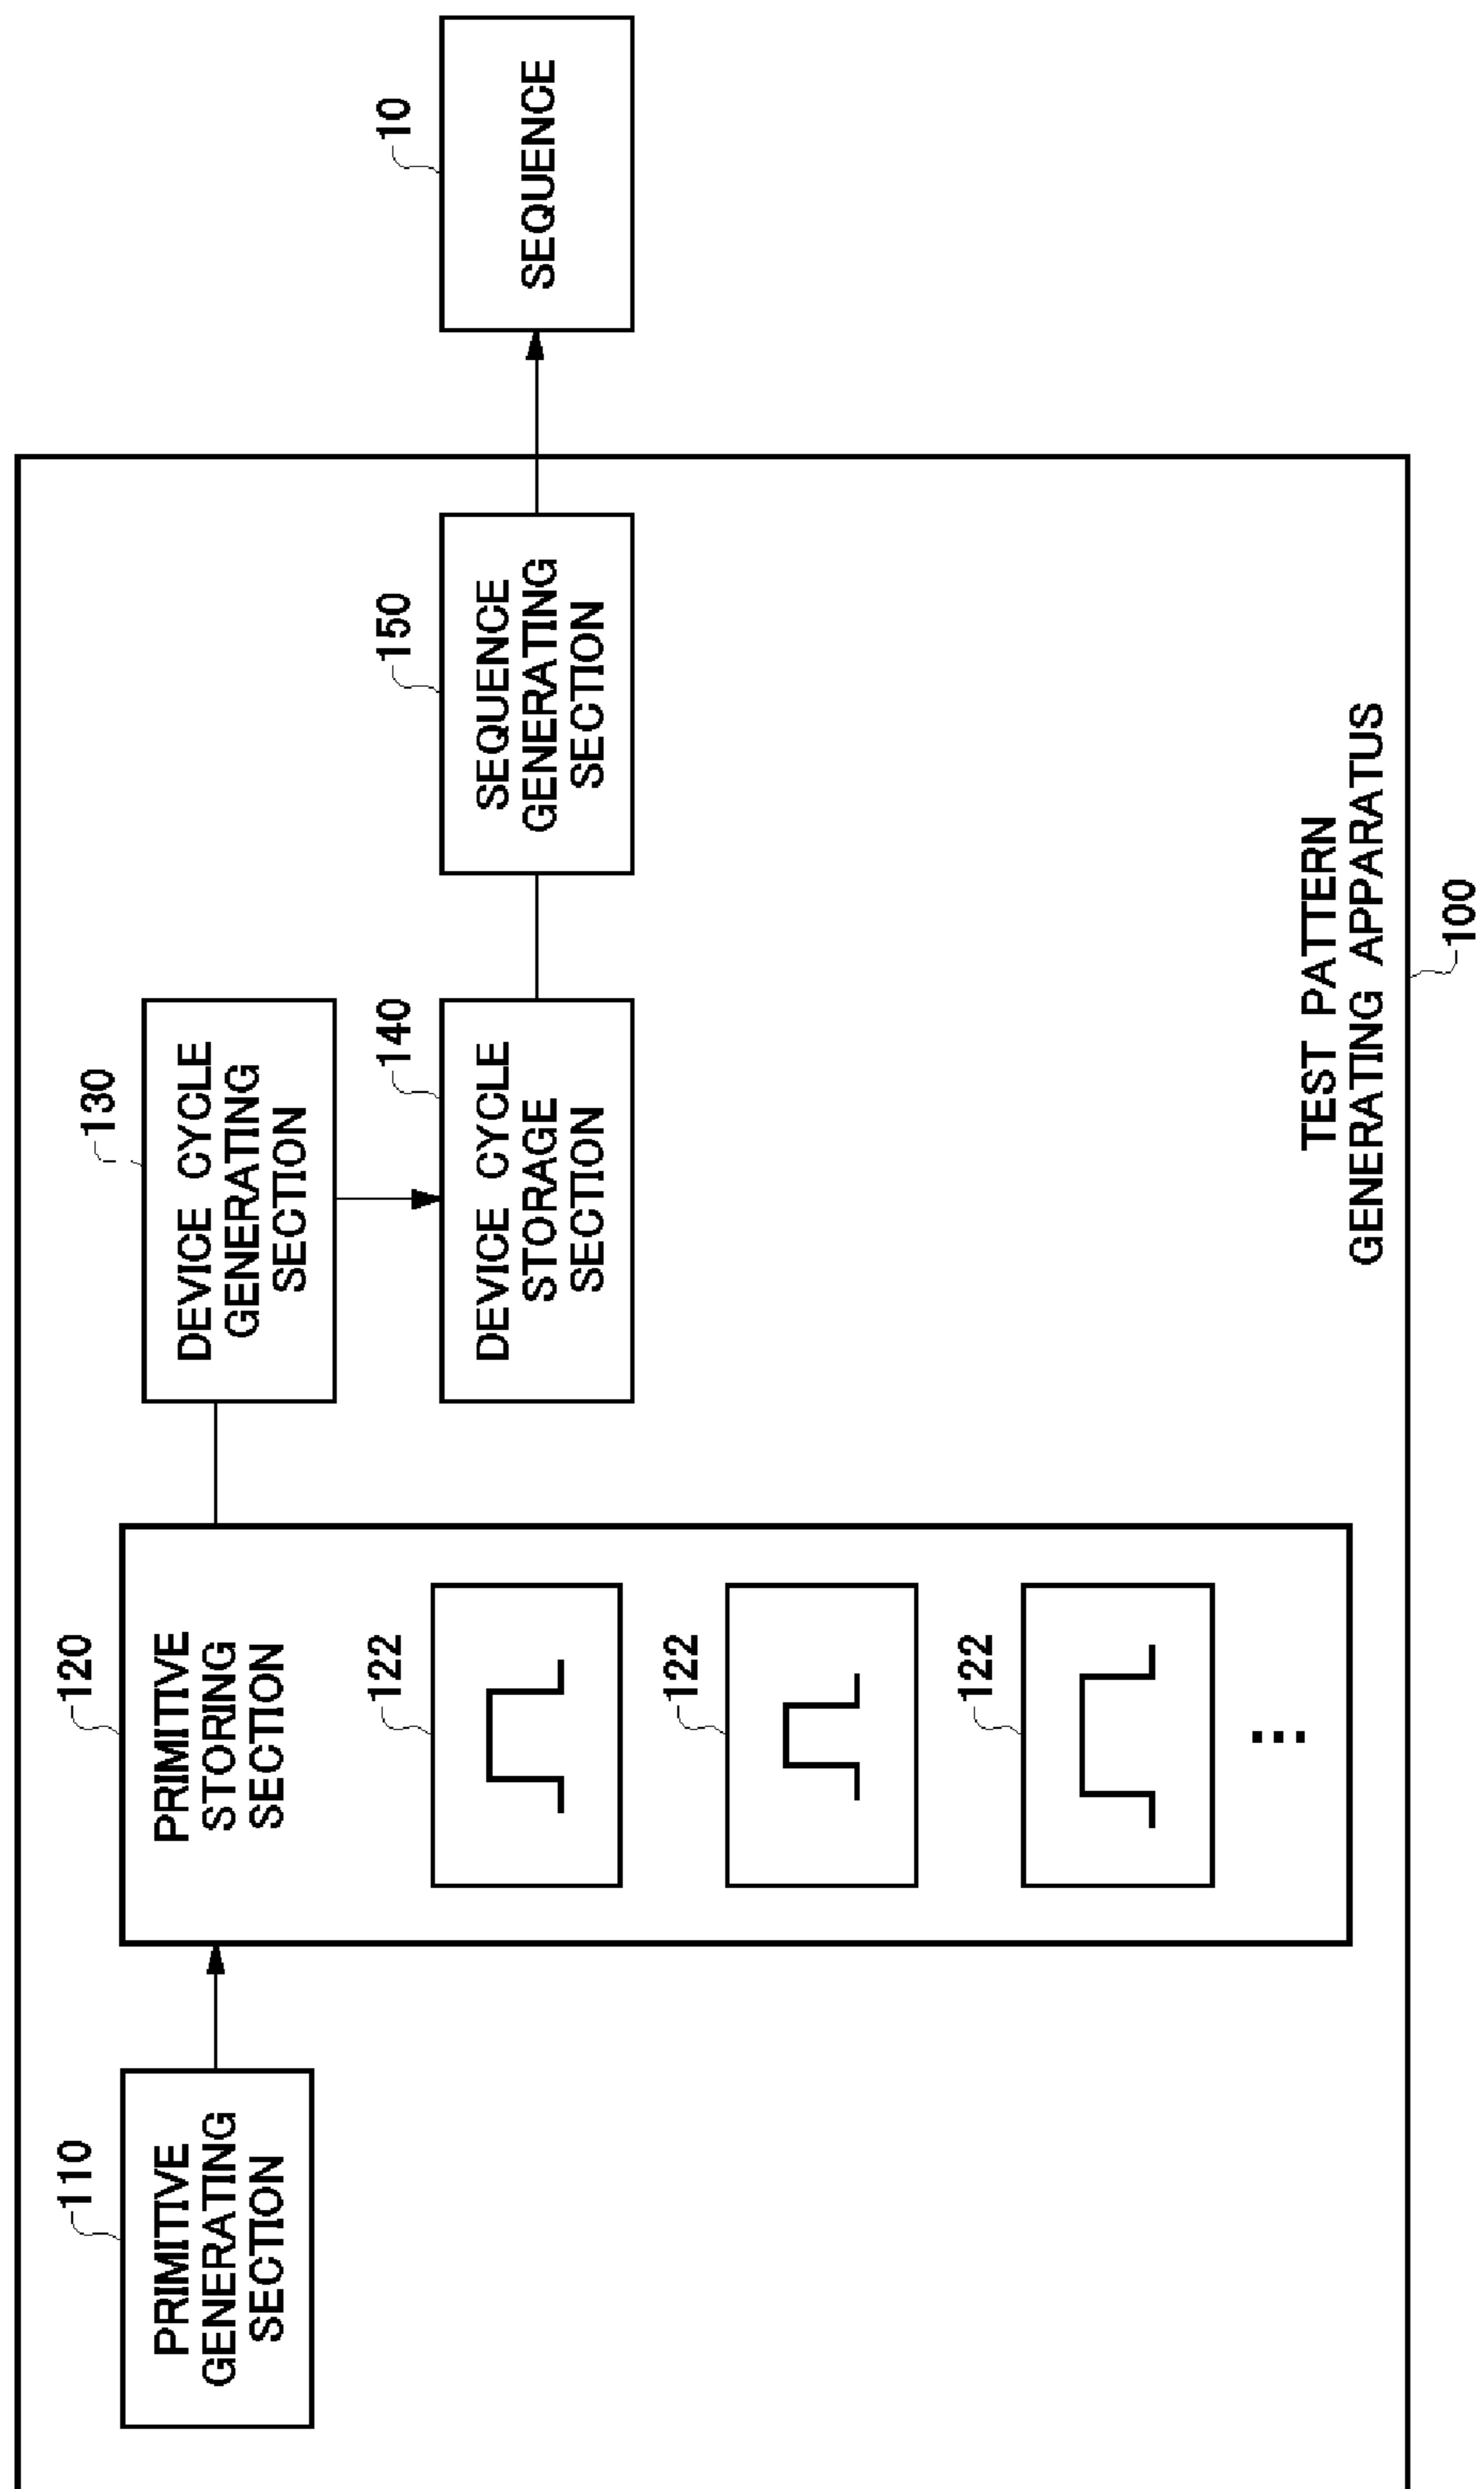 110
PRIMITIVE
GENERATING
SECTION
120
PRIMITIVE
STORING
SECTION
122
122
122
130
DEVICE CYCLE
GENERATING
SECTION
140
DEVICE CYCLE
STORAGE
SECTION
150
SEQUENCE
GENERATING
SECTION
10
SEQUENCE
TEST PATTERN
GENERATING APPARATUS
100